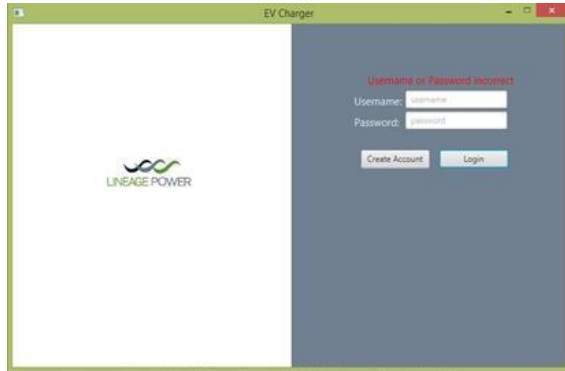 EV Charger
LINEAGE POWER
Username or Password incorrect
Username: username
Password: password
Create Account Login